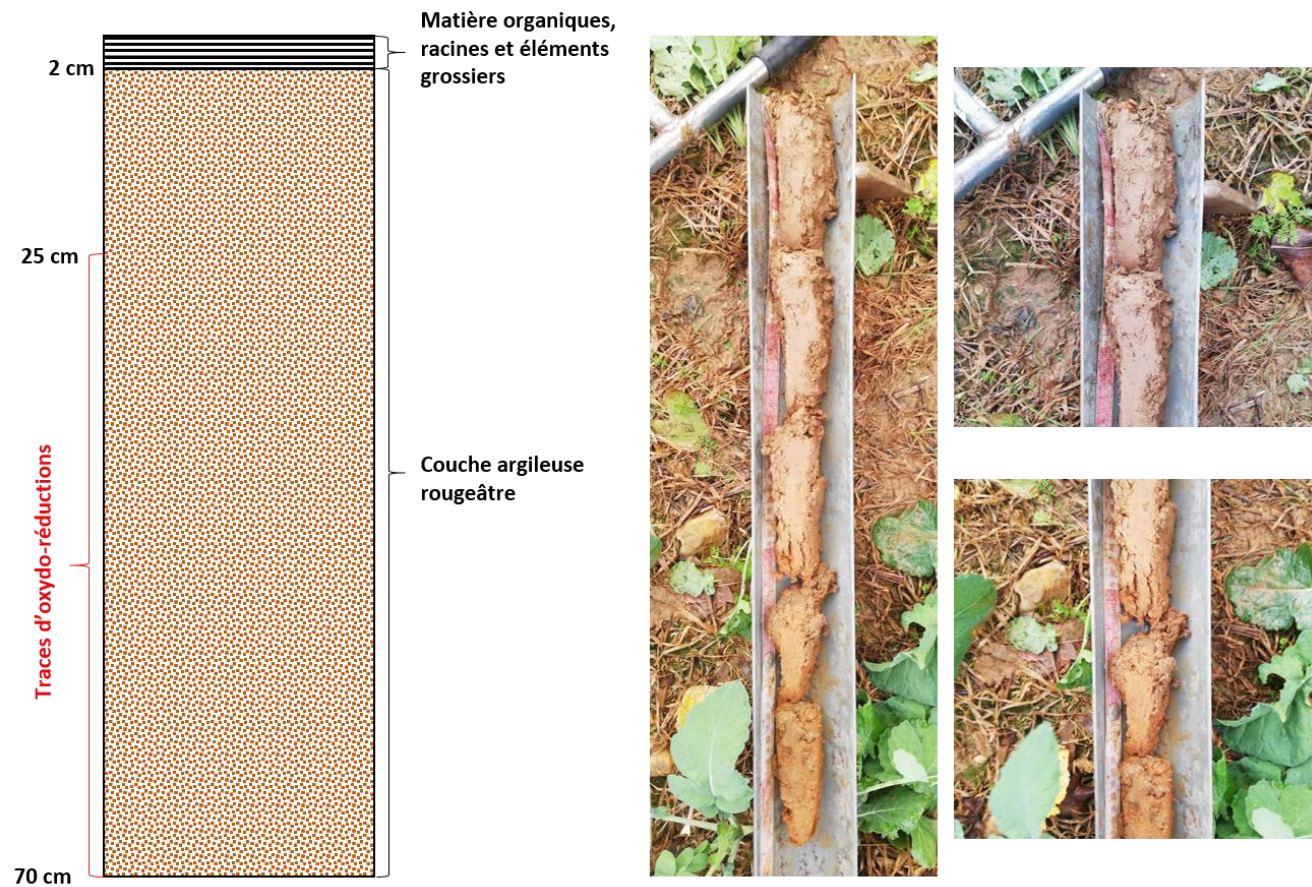 Matière organiques,
racines et éléments
grossiers
2 cm
25 cm
Traces d'oxydo-réductions
Couche argileuse
rougeâtre
70 cm